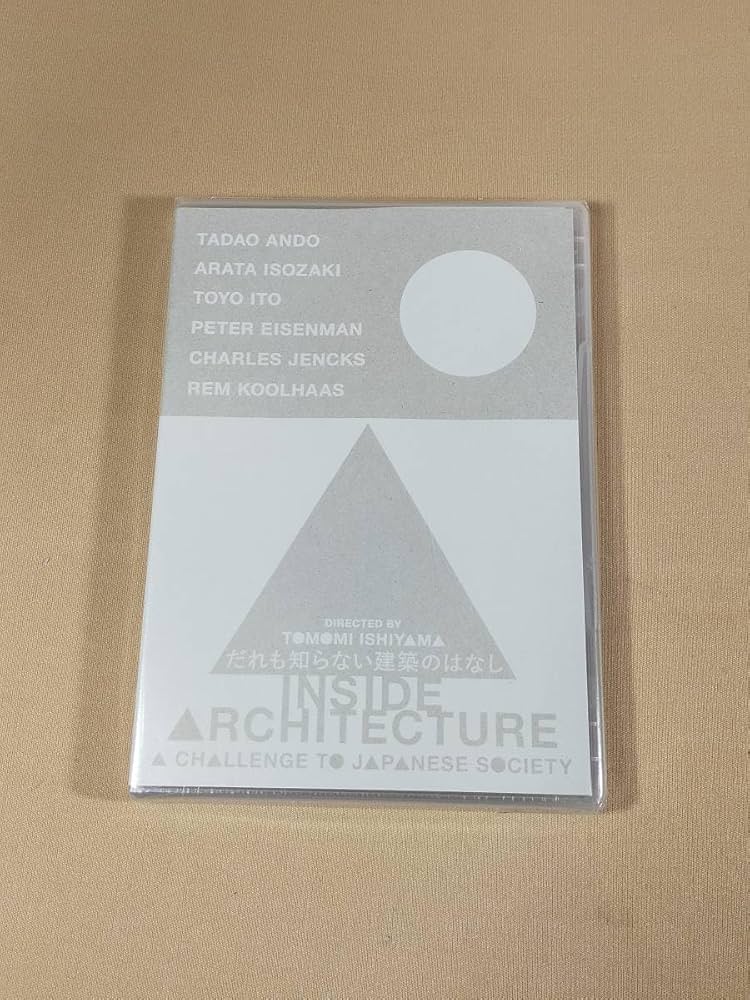 TADAO ANDO
ARATA ISOZAKI
TOYO ITO
PETER EISENMAN
CHARLES JENCKS
REM KOOLHAAS
DIRECTED BY
TOMOMI ISHIYAMA
だれも知らない建築のはなし
INSIDE
ARCHITECTURE
A CHALLENGE TO JAPANESE SOCIETY